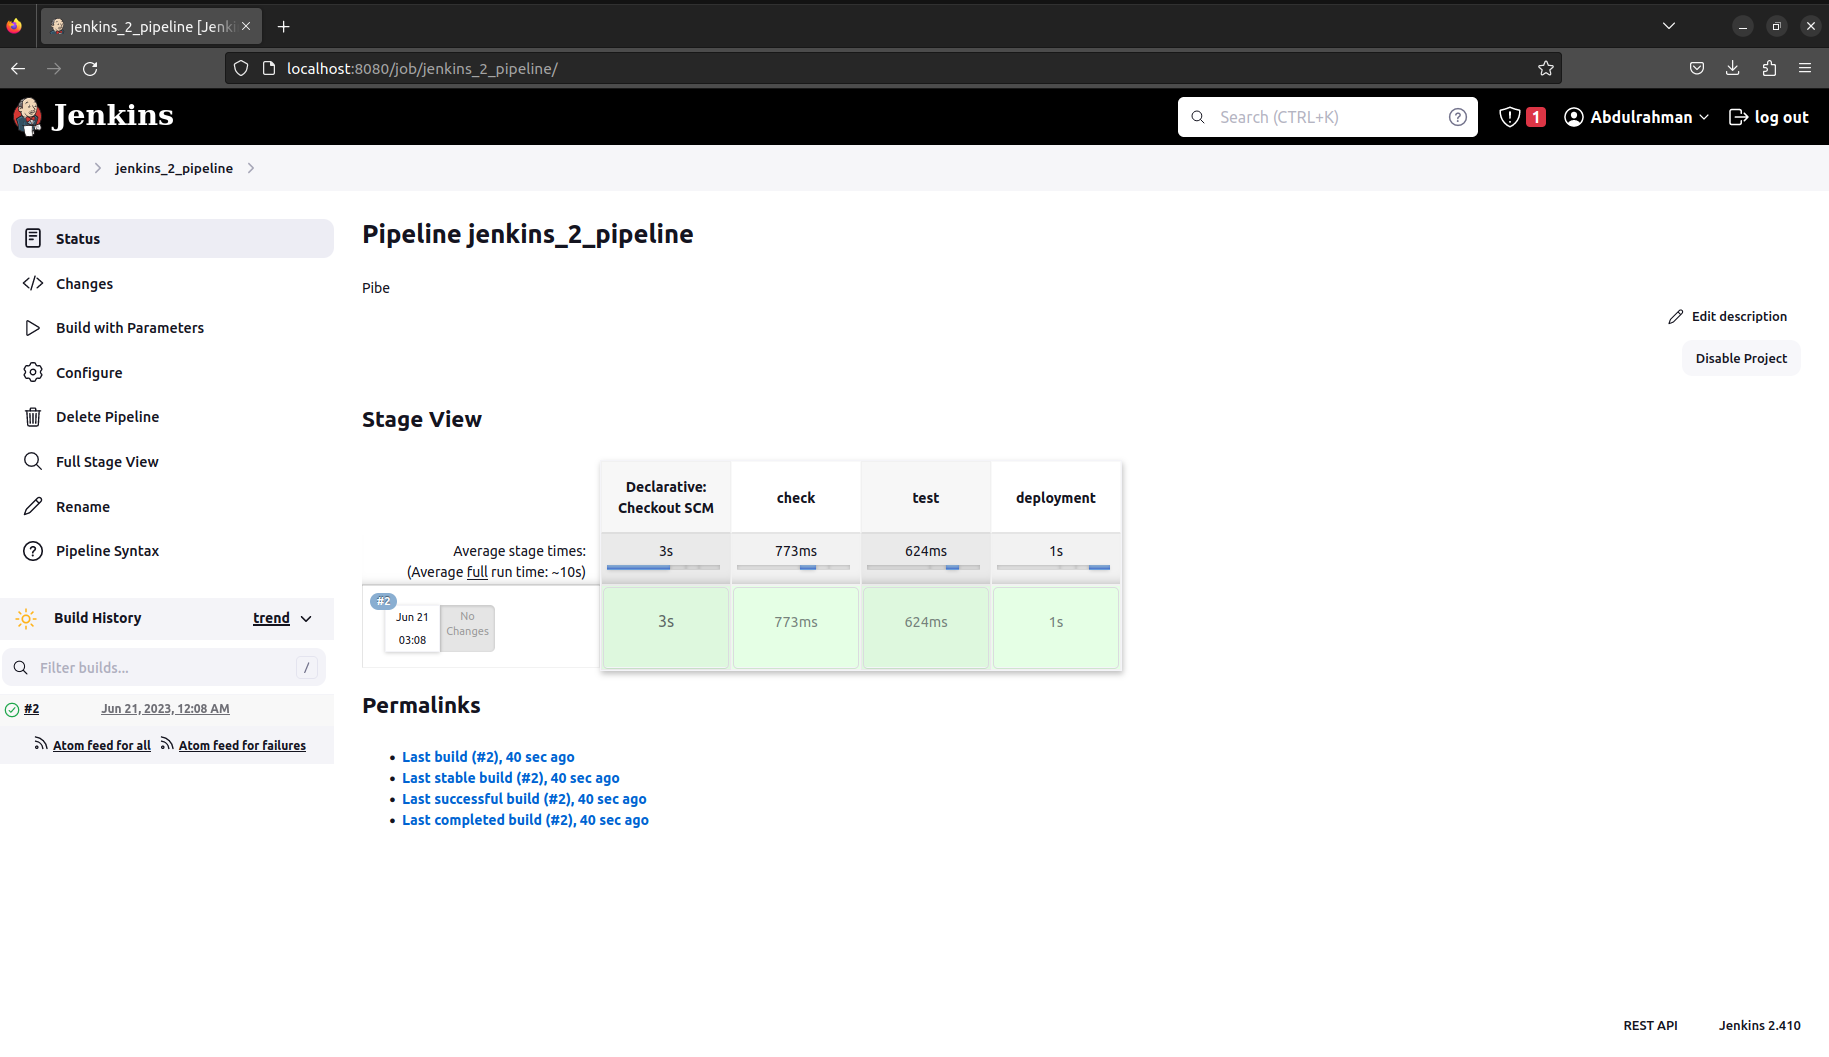 jenkins_2_pipeline [Jenki
localhost:8080/job/jenkins_2_pipeline/
Jenkins
Search (CTRL+K)
1
Abdulrahman
log out
Dashboard
jenkins_2_pipeline
Status
Changes
Build with Parameters
Configure
Delete Pipeline
Full Stage View
Rename
Pipeline Syntax
Build History
trend
Filter builds...
/
#2
Jun 21, 2023, 12:08 AM
Atom feed for all
Atom feed for failures
Pipeline jenkins_2_pipeline
Pibe
Edit description
Disable Project
Stage View
Declarative:
Checkout SCM
check
test
deployment
Average stage times:
(Average full run time: ~10s)
3s
773ms
624ms
1s
#2
Jun 21
03:08
No
Changes
3s
773ms
624ms
1s
Permalinks
Last build (#2), 40 sec ago
Last stable build (#2), 40 sec ago
Last successful build (#2), 40 sec ago
Last completed build (#2), 40 sec ago
REST API
Jenkins 2.410